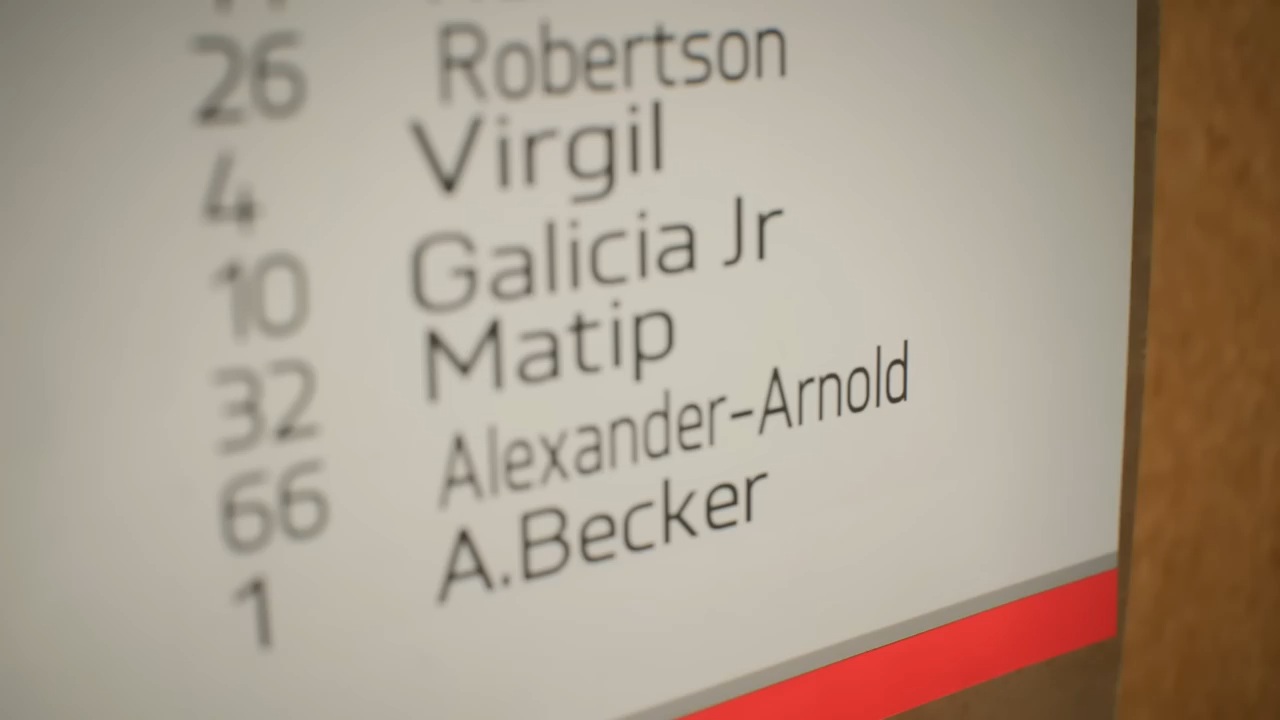 26 Robertson
4 Virgil
10 Galicia Jr
32 Matip
66 Alexander-Arnold
1 A.Becker